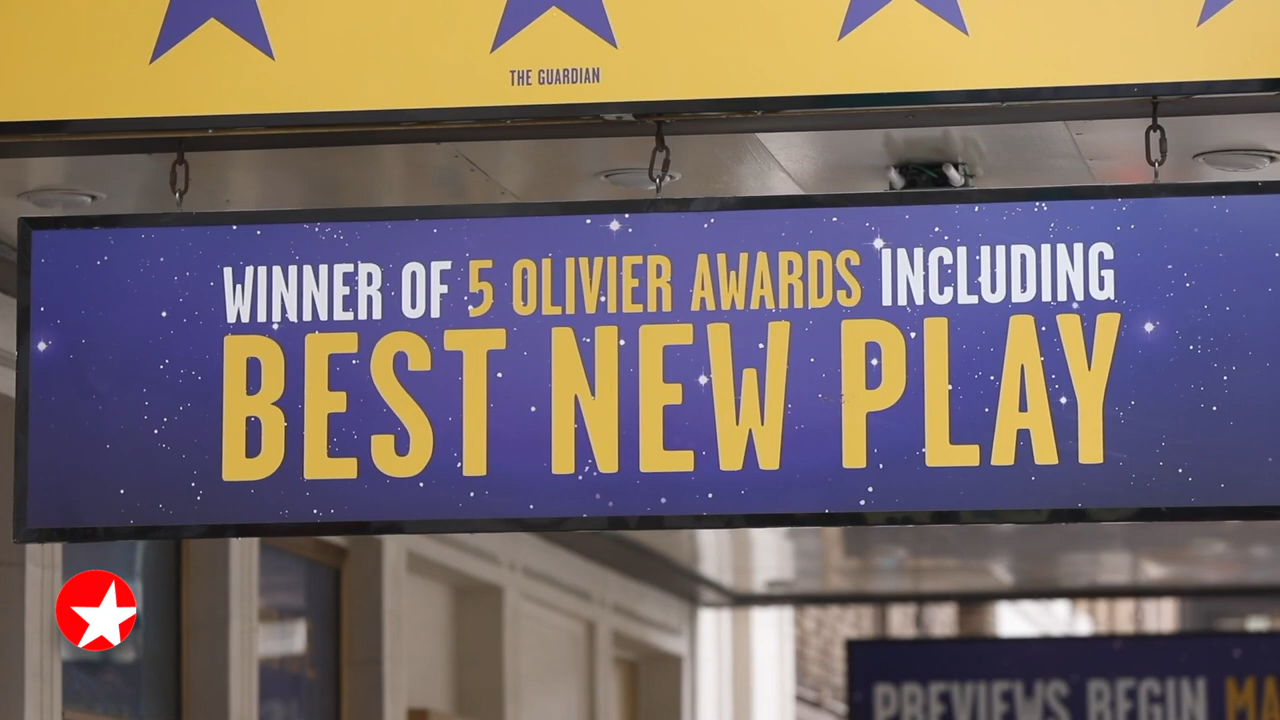 THE GUARDIAN
WINNER OF 5 OLIVIER AWARDS INCLUDING
BEST NEW PLAY
PREVIEWS BEGIN